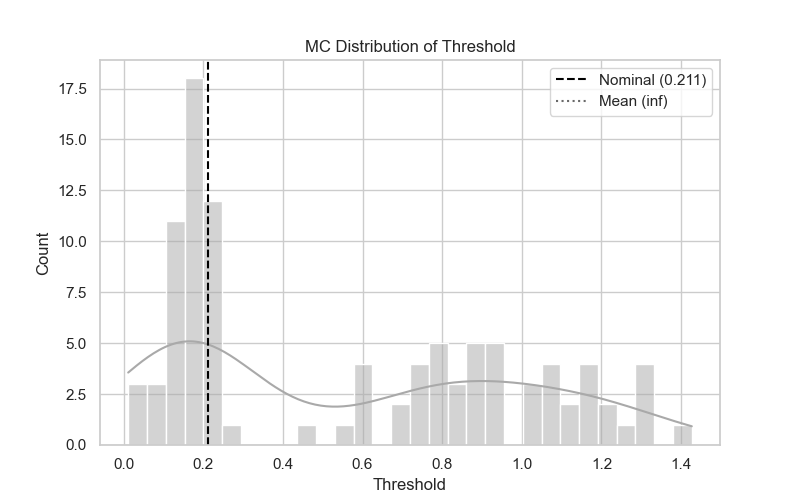 MC Distribution of Threshold
Nominal (0.211)
Mean (inf)
Count
17.5
15.0
12.5
10.0
7.5
5.0
2.5
0.0
0.0 0.2 0.4 0.6 0.8 1.0 1.2 1.4
Threshold